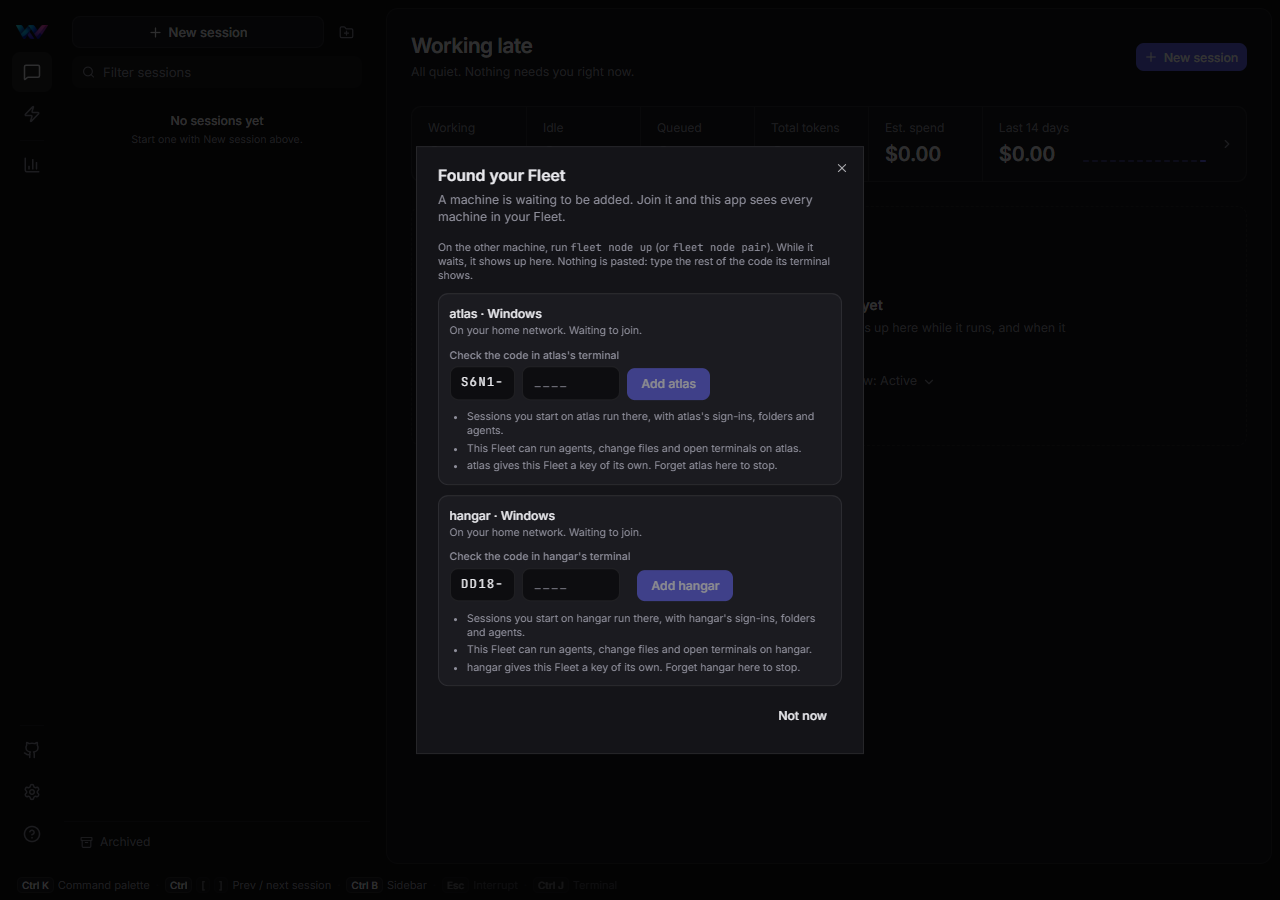 New session
Filter sessions
No sessions yet
Start one with New session above.
Archived
Working late
All quiet. Nothing needs you right now.
New session
Working
Idle
Queued
Total tokens
Est. spend
$0.00
Last 14 days
$0.00
yet
s up here while it runs, and when it
w: Active
Found your Fleet
A machine is waiting to be added. Join it and this app sees every
machine in your Fleet.
On the other machine, run fleet node up (or fleet node pair). While it
waits, it shows up here. Nothing is pasted: type the rest of the code its terminal
shows.
atlas · Windows
On your home network. Waiting to join.
Check the code in atlas's terminal
S6N1- ____ Add atlas
• Sessions you start on atlas run there, with atlas's sign-ins, folders and
agents.
• This Fleet can run agents, change files and open terminals on atlas.
• atlas gives this Fleet a key of its own. Forget atlas here to stop.
hangar · Windows
On your home network. Waiting to join.
Check the code in hangar's terminal
DD18- ____ Add hangar
• Sessions you start on hangar run there, with hangar's sign-ins, folders
and agents.
• This Fleet can run agents, change files and open terminals on hangar.
• hangar gives this Fleet a key of its own. Forget hangar here to stop.
Not now
Ctrl K Command palette Ctrl [ ] Prev / next session Ctrl B Sidebar Esc Interrupt Ctrl J Terminal